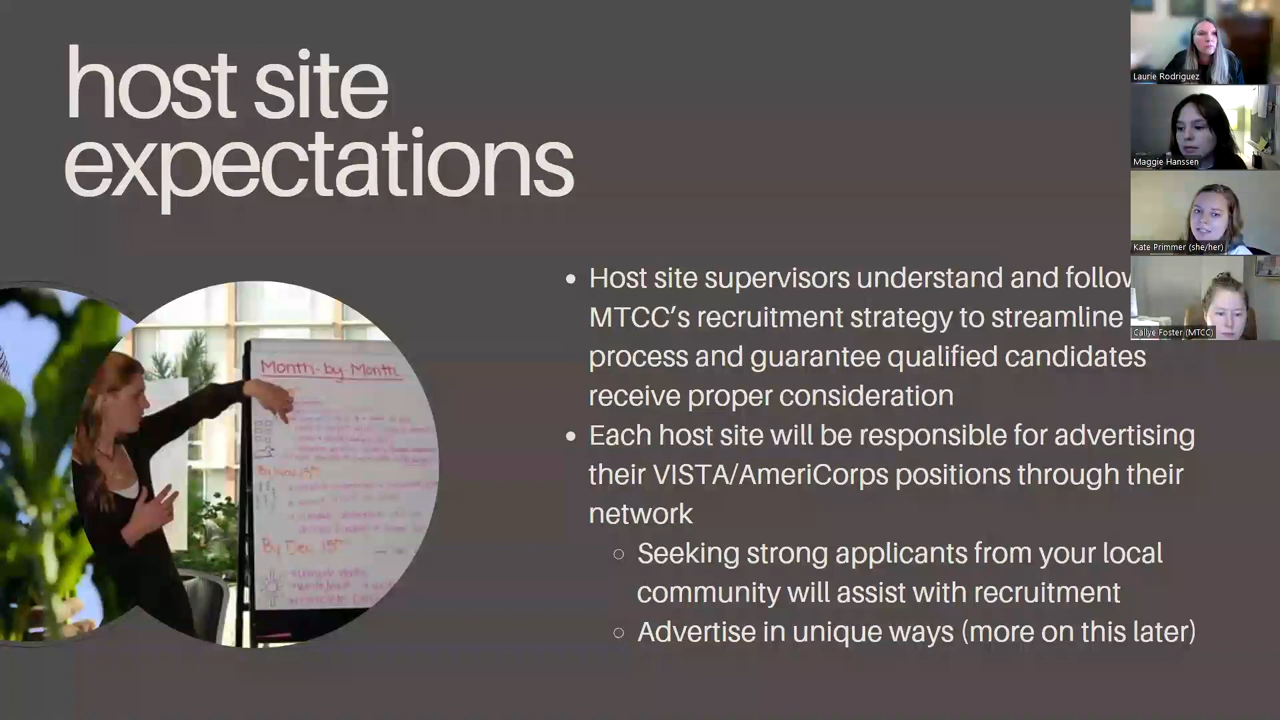 host site
expectations
Host site supervisors understand and follow
MTCC's recruitment strategy to streamline
process and guarantee qualified candidates
receive proper consideration
Each host site will be responsible for advertising
their VISTA/AmeriCorps positions through their
network
Seeking strong applicants from your local
community will assist with recruitment
Advertise in unique ways (more on this later)
Month-by-Month
By Nov 15th
By Dec 15th
Laurie Rodriguez
Maggie Hanssen
Kate Primmer (she/her)
Callye Foster (MTCC)